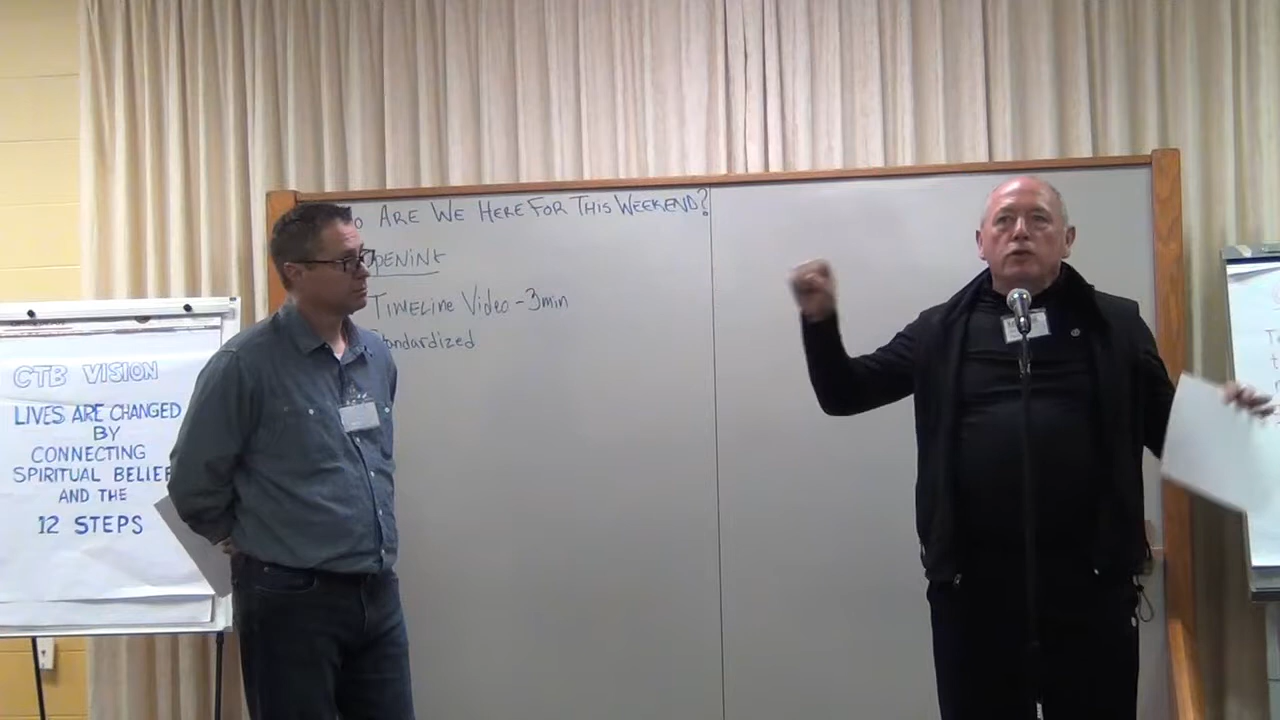 CTB VISION
LIVES ARE CHANGED
BY
CONNECTING
SPIRITUAL BELIEF
AND THE
12 STEPS
o ARE WE HERE FOR THIS WEEKEND?
OPENING
TIMELINE VIDEO - 3min
tandardized